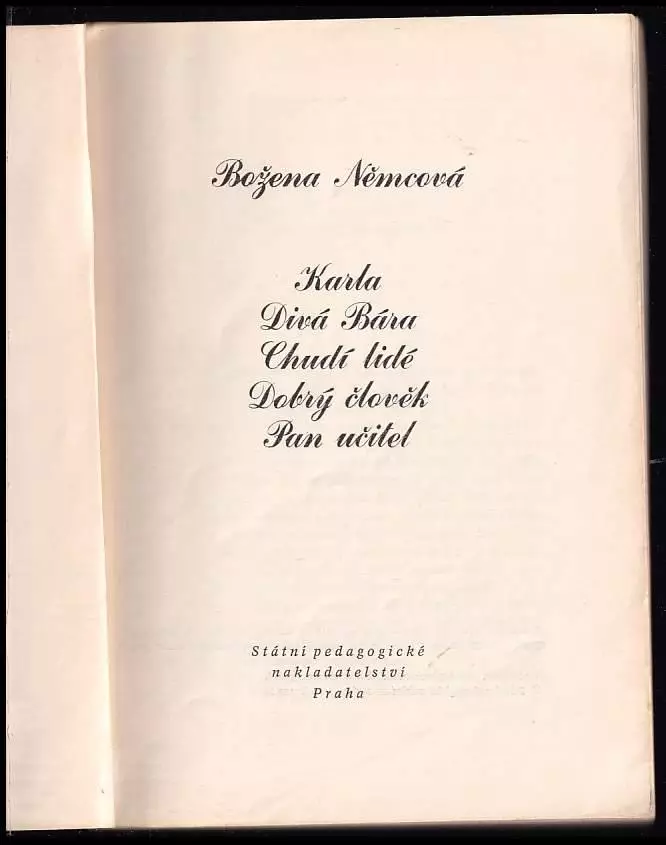 Božena Němcová
Karla
Divá Bára
Chudí lidé
Dobrý člověk
Pan učitel
Státní pedagogické
nakladatelství
Praha